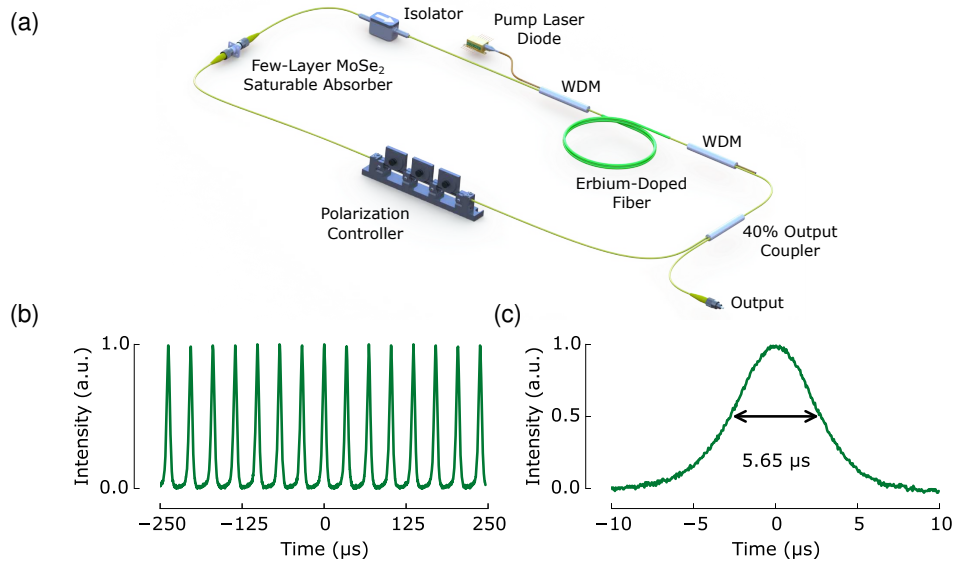 (a)
Isolator
Pump Laser
Diode
Few-Layer MoSe₂
Saturable Absorber
WDM
WDM
Erbium-Doped
Fiber
Polarization
Controller
40% Output
Coupler
Output
(b)
1.0
0.5
0.0
Intensity (a.u.)
−250 −125 0 125 250
Time (µs)
(c)
1.0
0.5
0.0
Intensity (a.u.)
5.65 µs
−10 −5 0 5 10
Time (µs)